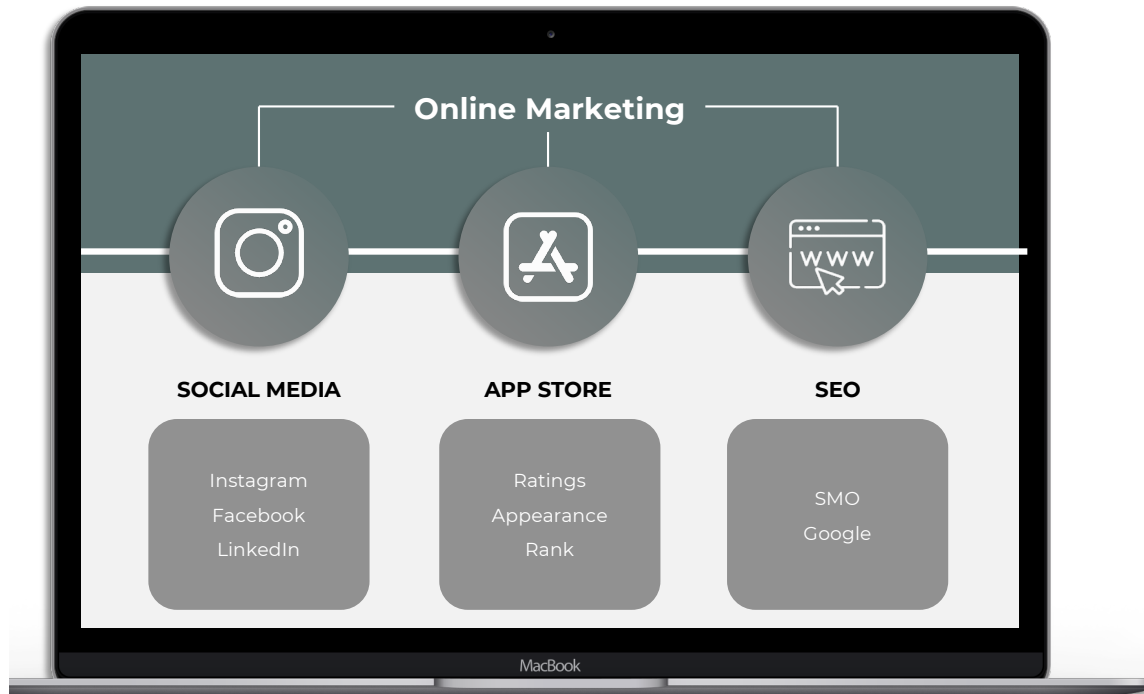 Online Marketing
WWW
SOCIAL MEDIA
APP STORE
SEO
Instagram
Facebook
LinkedIn
Ratings
Appearance
Rank
SMO
Google
MacBook